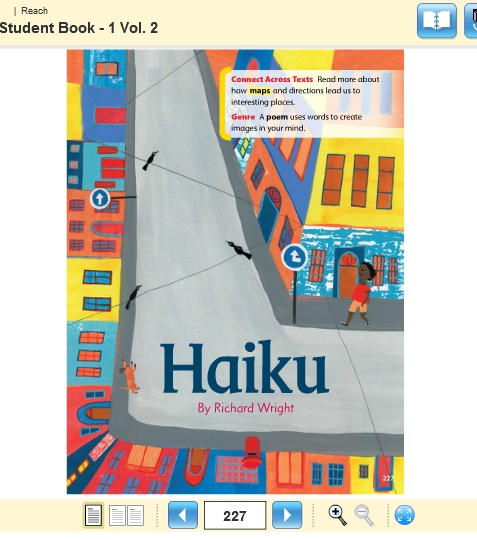 | Reach
Student Book - 1 Vol. 2
Connect Across Texts Read more about
how maps and directions lead us to
interesting places.
Genre A poem uses words to create
images in your mind.
Haiku
By Richard Wright
227
227